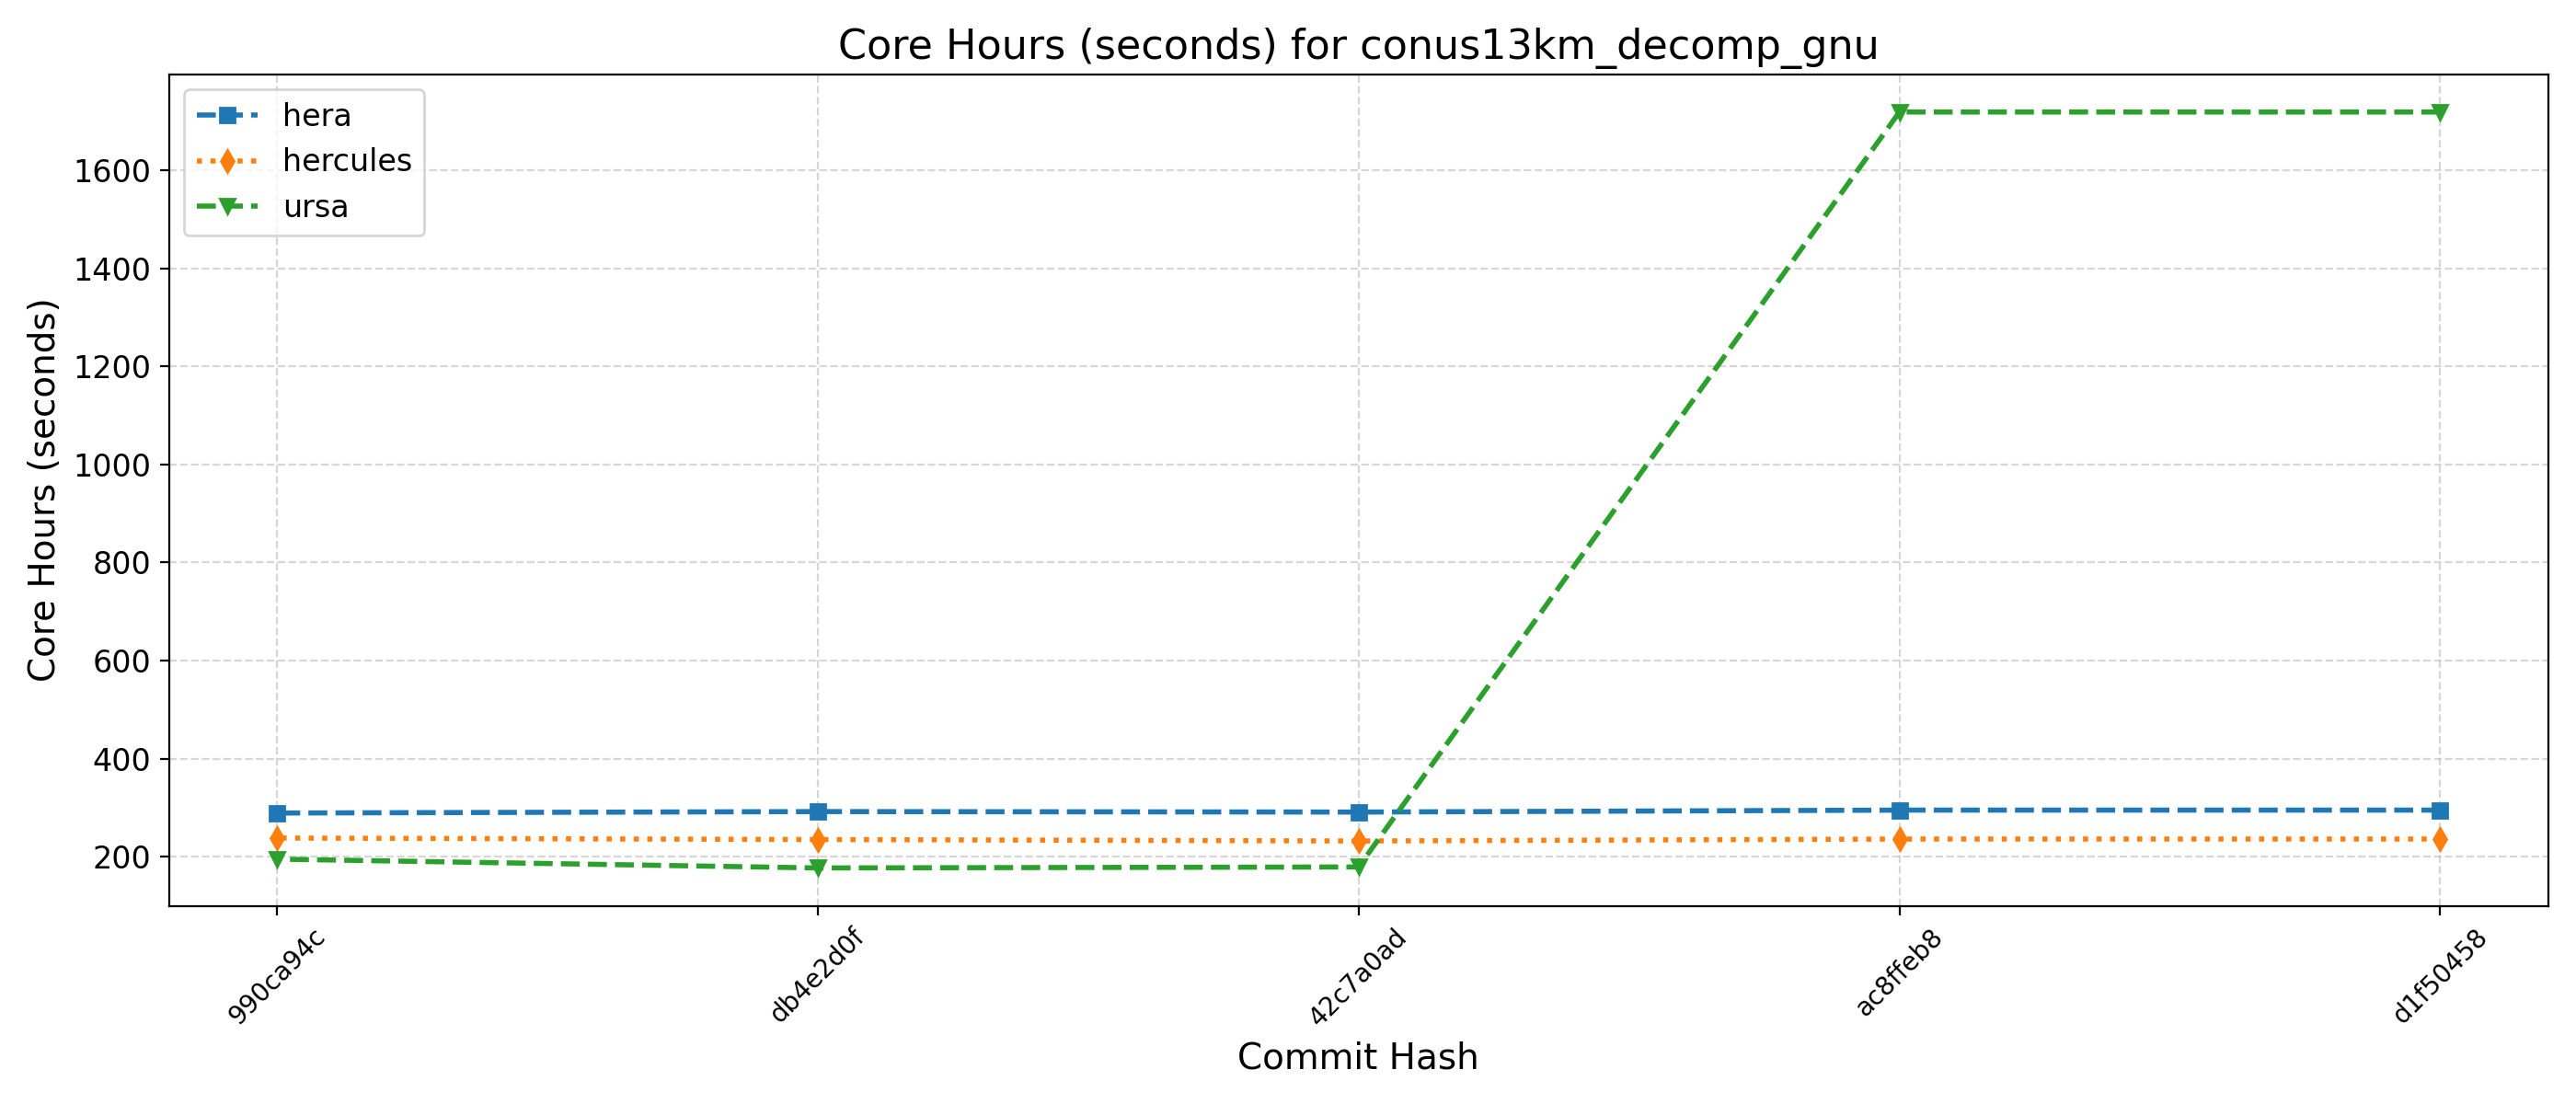 Core Hours (seconds) for conus13km_decomp_gnu
hera
hercules
ursa
Core Hours (seconds)
1600
1400
1200
1000
800
600
400
200
990ca94c
db4e2d0f
42c7a0ad
ac8ffeb8
d1f50458
Commit Hash